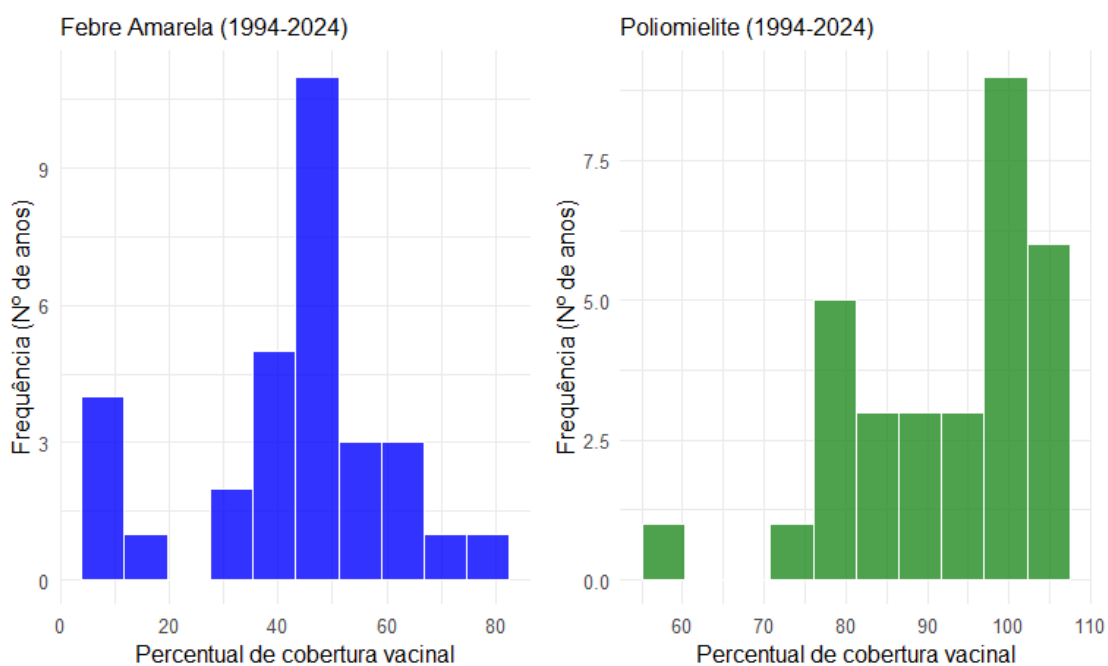 Febre Amarela (1994-2024)
Frequência (Nº de anos)
9
6
3
0
0 20 40 60 80
Percentual de cobertura vacinal
Poliomielite (1994-2024)
Frequência (Nº de anos)
7.5
5.0
2.5
0.0
60 70 80 90 100 110
Percentual de cobertura vacinal